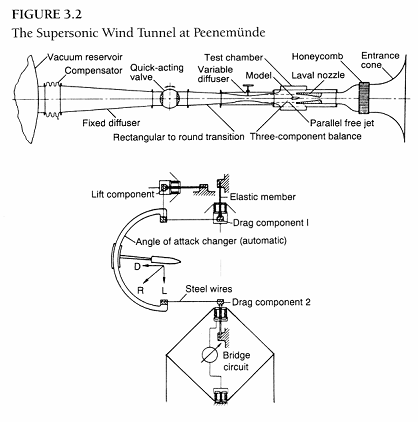 FIGURE 3.2
The Supersonic Wind Tunnel at Peenemünde
Vacuum reservoir
Compensator
Quick-acting
valve
Test chamber
Variable
diffuser
Model
Honeycomb
Laval nozzle
Entrance
cone
Fixed diffuser
Parallel free jet
Rectangular to round transition
Three-component balance
Lift component
Elastic member
Drag component I
Angle of attack changer (automatic)
D
R
L
Steel wires
Drag component 2
Bridge
circuit